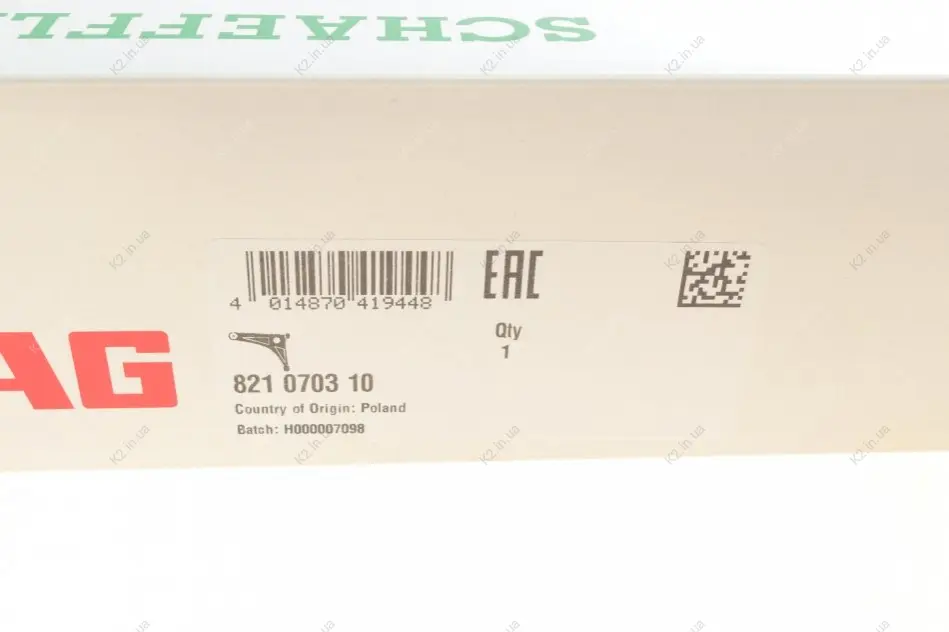 SCHAEFFL
EAC
4 014870 419448
Qty
1
AG
821 0703 10
Country of Origin: Poland
Batch: H000007098
K2.in.ua